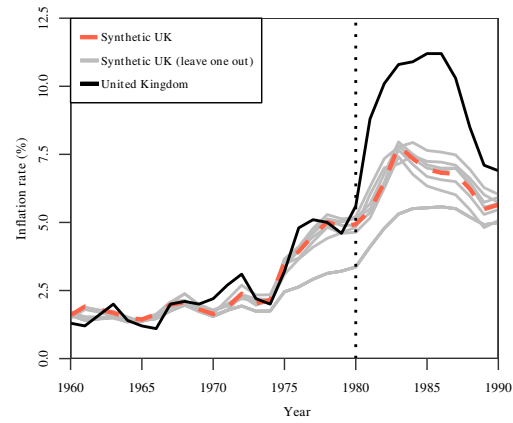 12.5
Synthetic UK
Synthetic UK (leave one out)
United Kingdom
10.0
7.5
5.0
2.5
0.0
Inflation rate (%)
1960 1965 1970 1975 1980 1985 1990
Year